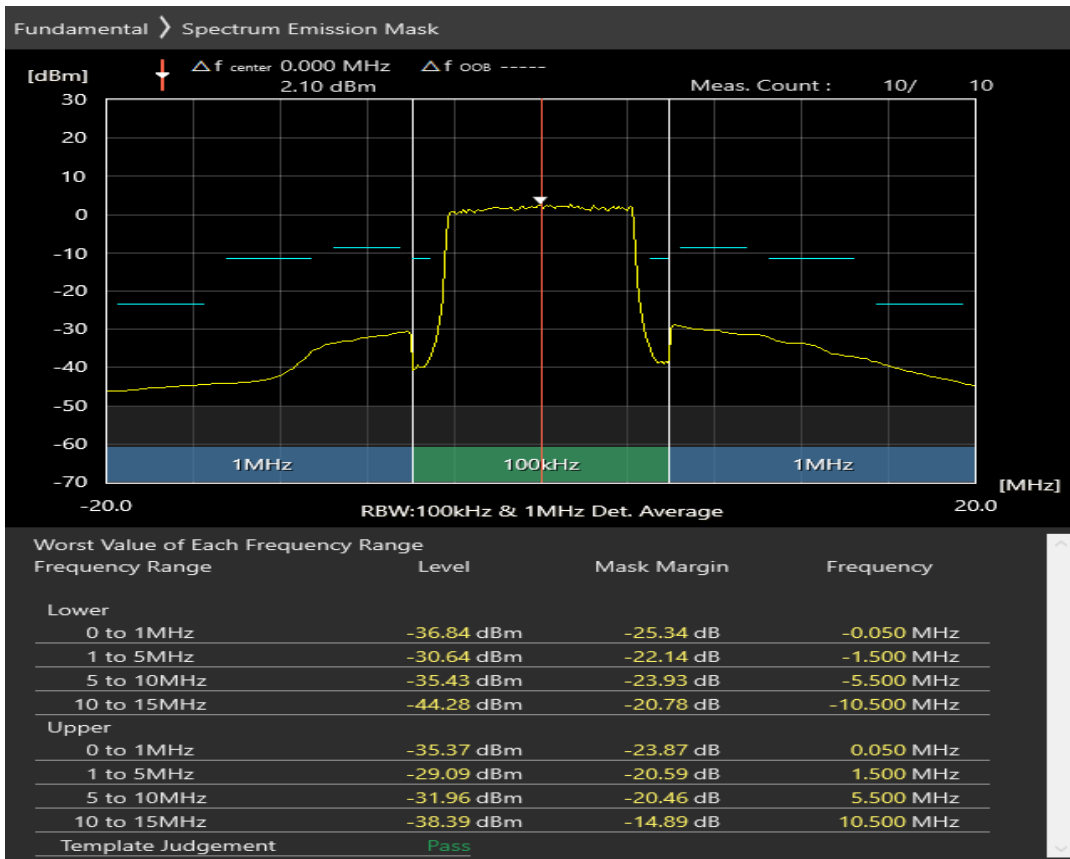 Fundamental ❯ Spectrum Emission Mask
[dBm] △f center 0.000 MHz △f OOB -----
2.10 dBm Meas. Count : 10/ 10
30
20
10
0
-10
-20
-30
-40
-50
-60
1MHz 100kHz 1MHz
-70
[MHz]
-20.0 RBW:100kHz & 1MHz Det. Average 20.0
Worst Value of Each Frequency Range
Frequency Range Level Mask Margin Frequency
Lower
0 to 1MHz -36.84 dBm -25.34 dB -0.050 MHz
1 to 5MHz -30.64 dBm -22.14 dB -1.500 MHz
5 to 10MHz -35.43 dBm -23.93 dB -5.500 MHz
10 to 15MHz -44.28 dBm -20.78 dB -10.500 MHz
Upper
0 to 1MHz -35.37 dBm -23.87 dB 0.050 MHz
1 to 5MHz -29.09 dBm -20.59 dB 1.500 MHz
5 to 10MHz -31.96 dBm -20.46 dB 5.500 MHz
10 to 15MHz -38.39 dBm -14.89 dB 10.500 MHz
Template Judgement Pass